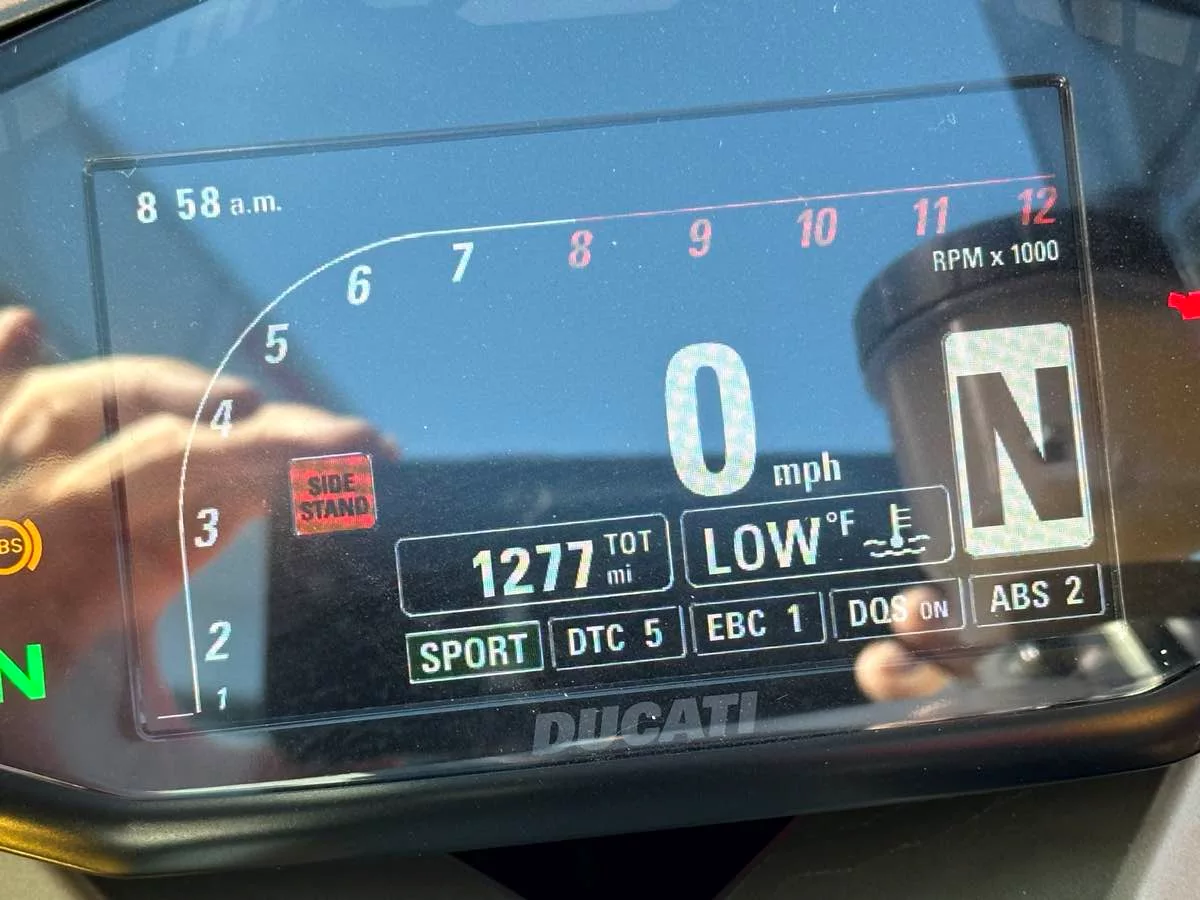 8 58 a.m.
1
2
3
4
5
6
7
8
9
10
11
12
RPM x 1000
0 mph
N
SIDE
STAND
1277 TOT mi
LOW °F
SPORT
DTC 5
EBC 1
DQS ON
ABS 2
BS
N
DUCATI